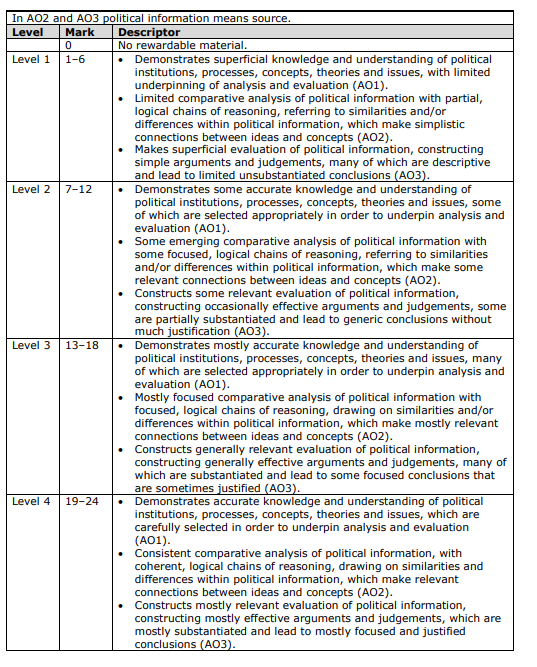 In AO2 and AO3 political information means source.
Level Mark Descriptor
0 No rewardable material.
Level 1 1–6 • Demonstrates superficial knowledge and understanding of political
institutions, processes, concepts, theories and issues, with limited
underpinning of analysis and evaluation (AO1).
• Limited comparative analysis of political information with partial,
logical chains of reasoning, referring to similarities and/or
differences within political information, which make simplistic
connections between ideas and concepts (AO2).
• Makes superficial evaluation of political information, constructing
simple arguments and judgements, many of which are descriptive
and lead to limited unsubstantiated conclusions (AO3).
Level 2 7–12 • Demonstrates some accurate knowledge and understanding of
political institutions, processes, concepts, theories and issues, some
of which are selected appropriately in order to underpin analysis and
evaluation (AO1).
• Some emerging comparative analysis of political information with
some focused, logical chains of reasoning, referring to similarities
and/or differences within political information, which make some
relevant connections between ideas and concepts (AO2).
• Constructs some relevant evaluation of political information,
constructing occasionally effective arguments and judgements, some
are partially substantiated and lead to generic conclusions without
much justification (AO3).
Level 3 13–18 • Demonstrates mostly accurate knowledge and understanding of
political institutions, processes, concepts, theories and issues, many
of which are selected appropriately in order to underpin analysis and
evaluation (AO1).
• Mostly focused comparative analysis of political information with
focused, logical chains of reasoning, drawing on similarities and/or
differences within political information, which make mostly relevant
connections between ideas and concepts (AO2).
• Constructs generally relevant evaluation of political information,
constructing generally effective arguments and judgements, many of
which are substantiated and lead to some focused conclusions that
are sometimes justified (AO3).
Level 4 19–24 • Demonstrates accurate knowledge and understanding of political
institutions, processes, concepts, theories and issues, which are
carefully selected in order to underpin analysis and evaluation
(AO1).
• Consistent comparative analysis of political information, with
coherent, logical chains of reasoning, drawing on similarities and
differences within political information, which make relevant
connections between ideas and concepts (AO2).
• Constructs mostly relevant evaluation of political information,
constructing mostly effective arguments and judgements, which are
mostly substantiated and lead to mostly focused and justified
conclusions (AO3).